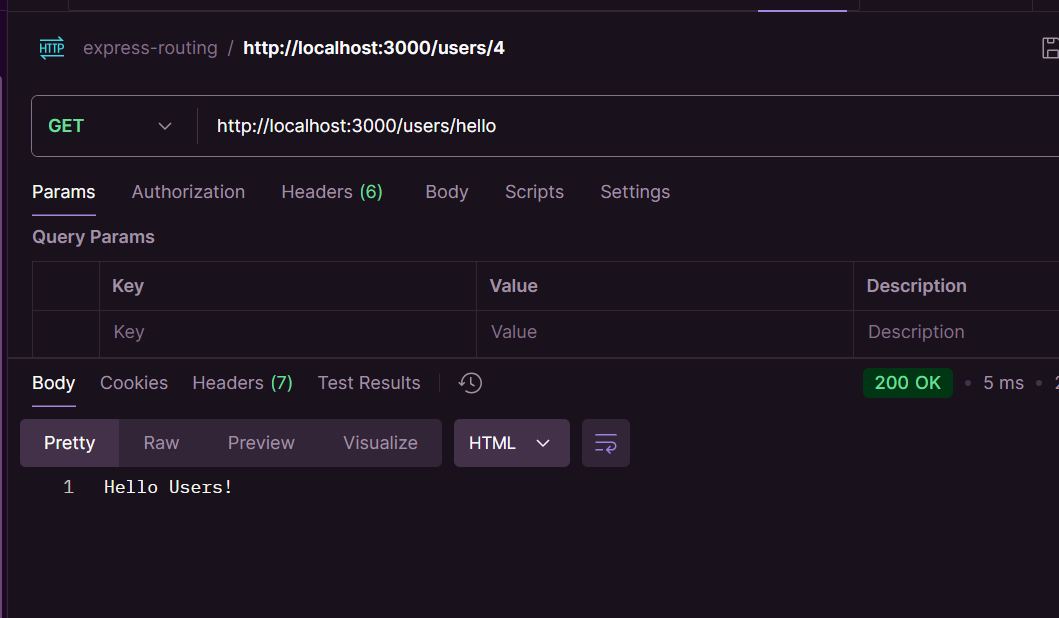 HTTP express-routing / http://localhost:3000/users/4
GET http://localhost:3000/users/hello
Params Authorization Headers (6) Body Scripts Settings
Query Params
Key Value Description
Key Value Description
Body Cookies Headers (7) Test Results 200 OK • 5 ms •
Pretty Raw Preview Visualize HTML
1 Hello Users!